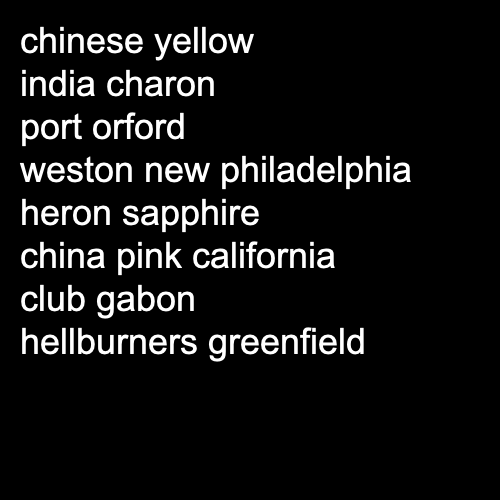 chinese yellow
india charon
port orford
weston new philadelphia
heron sapphire
china pink california
club gabon
hellburners greenfield